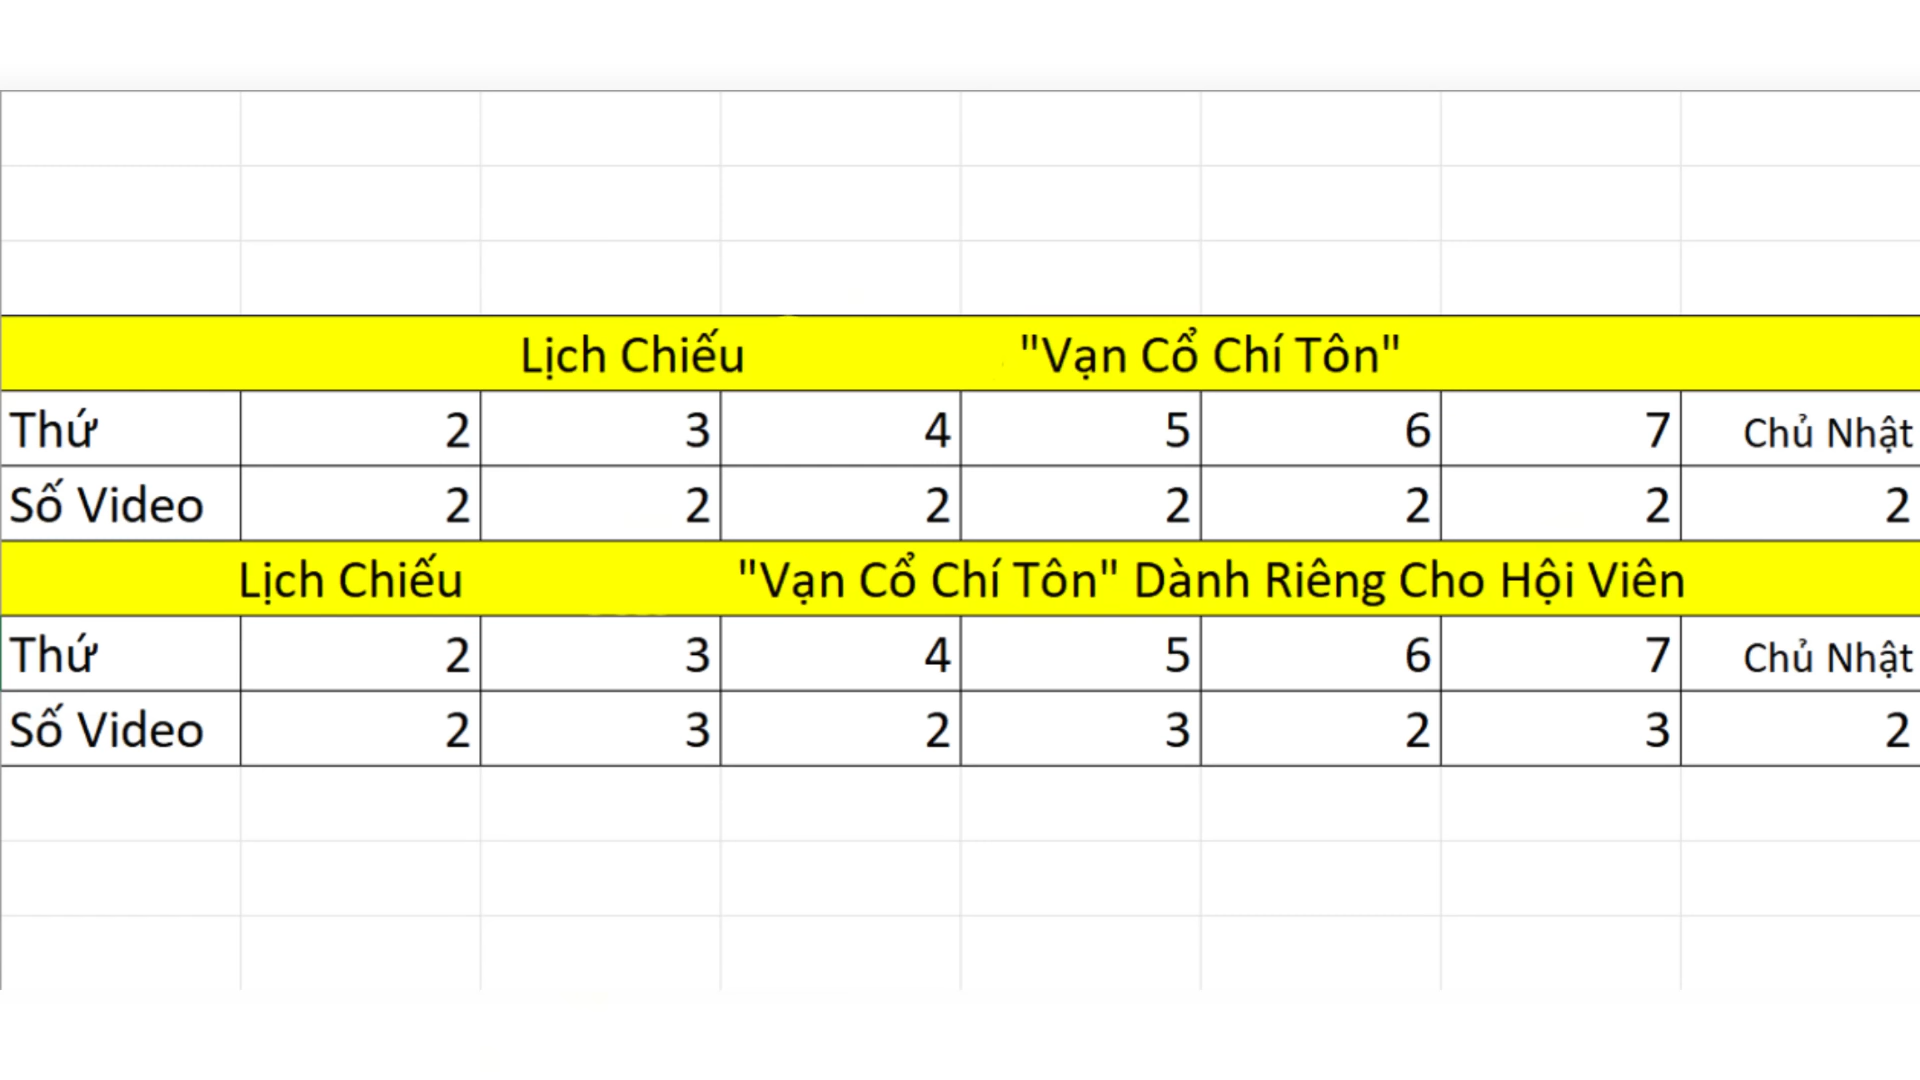 Lịch Chiếu "Vạn Cổ Chí Tôn"
Thứ 2 3 4 5 6 7 Chủ Nhật
Số Video 2 2 2 2 2 2 2
Lịch Chiếu "Vạn Cổ Chí Tôn" Dành Riêng Cho Hội Viên
Thứ 2 3 4 5 6 7 Chủ Nhật
Số Video 2 3 2 3 2 3 2